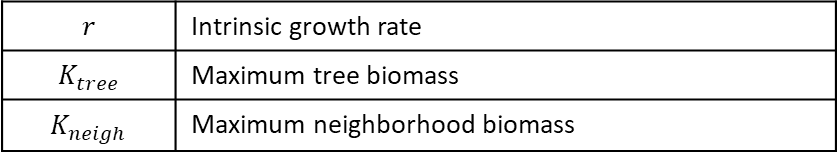 r Intrinsic growth rate
K_tree Maximum tree biomass
K_neigh Maximum neighborhood biomass